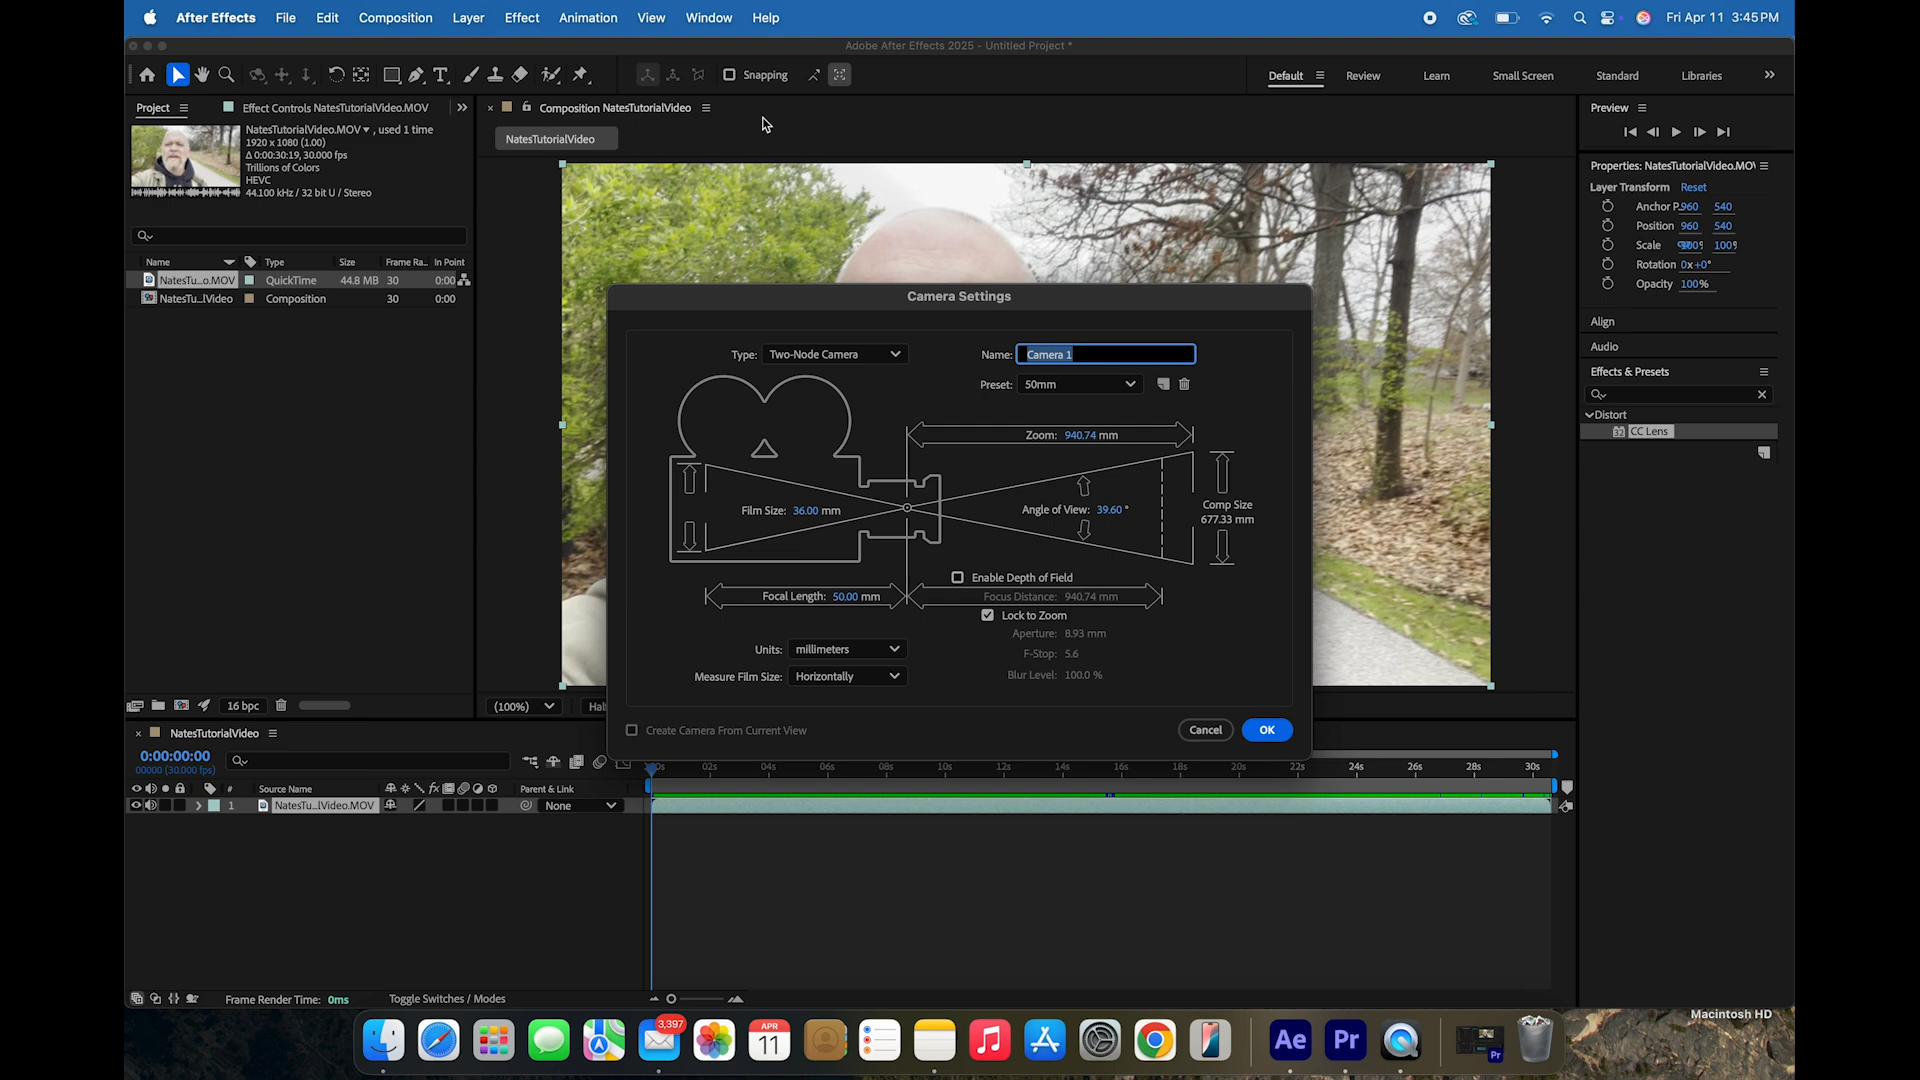 After Effects File Edit Composition Layer Effect Animation View Window Help Fri Apr 11 3:45 PM
Adobe After Effects 2025 - Untitled Project *
Snapping Default Review Learn Small Screen Standard Libraries
Project Effect Controls NatesTutorialVideo.MOV Composition NatesTutorialVideo Preview
NatesTutorialVideo.MOV , used 1 time
1920 x 1080 (1.00)
Δ 0:00:30:19, 30.000 fps
Trillions of Colors
HEVC
44.100 kHz / 32 bit U / Stereo
NatesTutorialVideo
Name Type Size Frame Ra... In Point
NatesTu...o.MOV QuickTime 44.8 MB 30 0:00
NatesTu...lVideo Composition 30 0:00
16 bpc
Camera Settings
Type: Two-Node Camera Name: Camera 1
Preset: 50mm
Zoom: 940.74 mm
Film Size: 36.00 mm Angle of View: 39.60 ° Comp Size
677.33 mm
Enable Depth of Field
Focal Length: 50.00 mm Focus Distance: 940.74 mm
Lock to Zoom
Aperture: 8.93 mm
F-Stop: 5.6
Blur Level: 100.0 %
Units: millimeters
Measure Film Size: Horizontally
Create Camera From Current View Cancel OK
(100%)
Properties: NatesTutorialVideo.MOV
Layer Transform Reset
Anchor P. 960 540
Position 960 540
Scale 100% 100%
Rotation 0x+0°
Opacity 100%
Align
Audio
Effects & Presets
Distort
32 CC Lens
NatesTutorialVideo
0:00:00:00
00000 (30.000 fps)
02s 04s 06s 08s 10s 12s 14s 16s 18s 20s 22s 24s 26s 28s 30s
# Source Name Parent & Link
1 NatesTu...lVideo.MOV None
Frame Render Time: 0ms Toggle Switches / Modes
Macintosh HD
3,397
APR
11
Ae
Pr
Pr